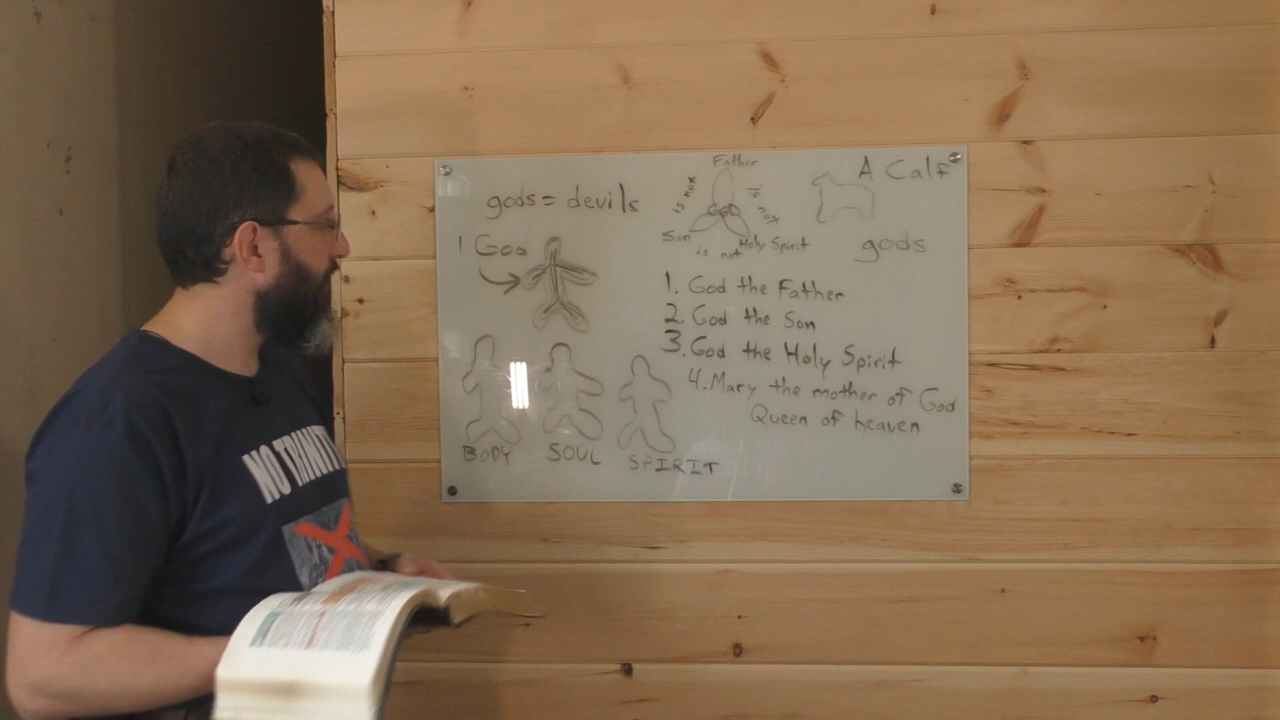 gods = devils
1 God
BODY
SOUL
SPIRIT
Father
is not
is not
God
Son
is not
Holy Spirit
A Calf
gods
1. God the Father
2. God the Son
3. God the Holy Spirit
4. Mary the mother of God
Queen of heaven
NO TRINIT